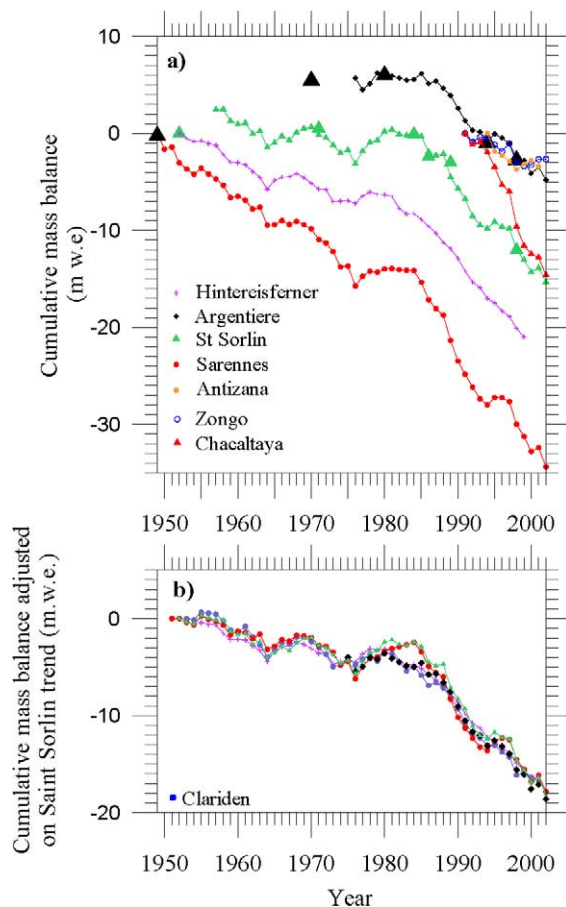 10
a)
0
-10
-20
-30
Cumulative mass balance
(m w.e)
Hintereisferner
Argentiere
St Sorlin
Sarennes
Antizana
Zongo
Chacaltaya
1950 1960 1970 1980 1990 2000
b)
0
-10
-20
Cumulative mass balance adjusted
on Saint Sorlin trend (m.w.e.)
Clariden
1950 1960 1970 1980 1990 2000
Year